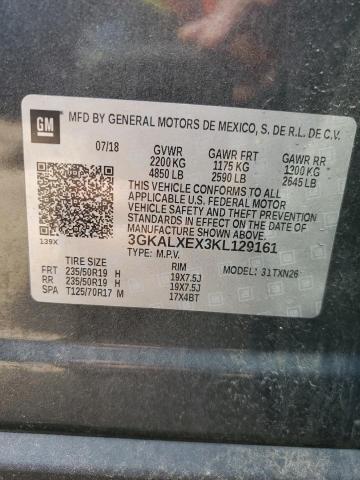 GM
MFD BY GENERAL MOTORS DE MEXICO, S. DE R.L. DE C.V.
07/18 GVWR GAWR FRT GAWR RR
2200 KG 1175 KG 1200 KG
4850 LB 2590 LB 2645 LB
THIS VEHICLE CONFORMS TO ALL
APPLICABLE U.S. FEDERAL MOTOR
VEHICLE SAFETY, BUMPER, AND THEFT
PREVENTION STANDARDS IN EFFECT
ON THE DATE OF
MANUFACTURE SHOWN ABOVE.
3GKALXEX3KL129161
139X
TYPE: M.P.V.
TIRE SIZE RIM MODEL: 31TXN26
FRT 235/50R19 H 19X7.5J
RR 235/50R19 H 19X7.5J
SPA T125/70R17 M 17X4BT